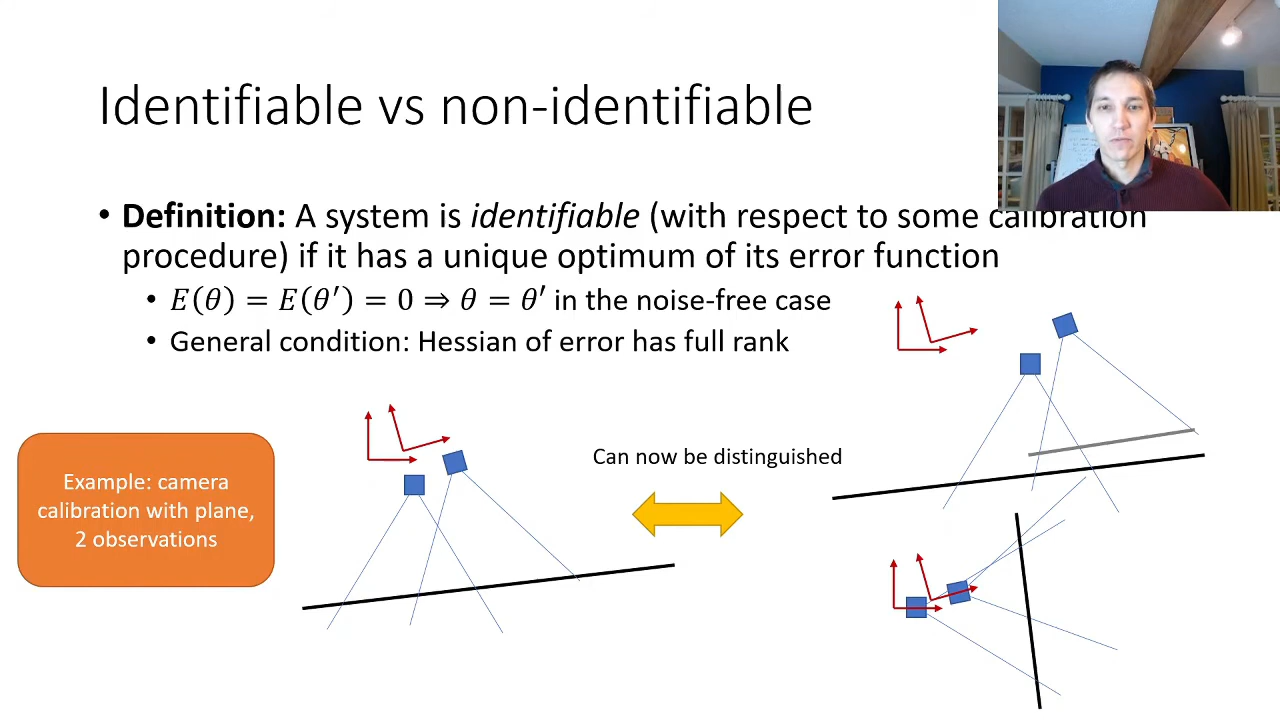 Identifiable vs non-identifiable
• Definition: A system is identifiable (with respect to some calibration
procedure) if it has a unique optimum of its error function
• E(θ) = E(θ′) = 0 ⇒ θ = θ′ in the noise-free case
• General condition: Hessian of error has full rank
Example: camera
calibration with plane,
2 observations
Can now be distinguished